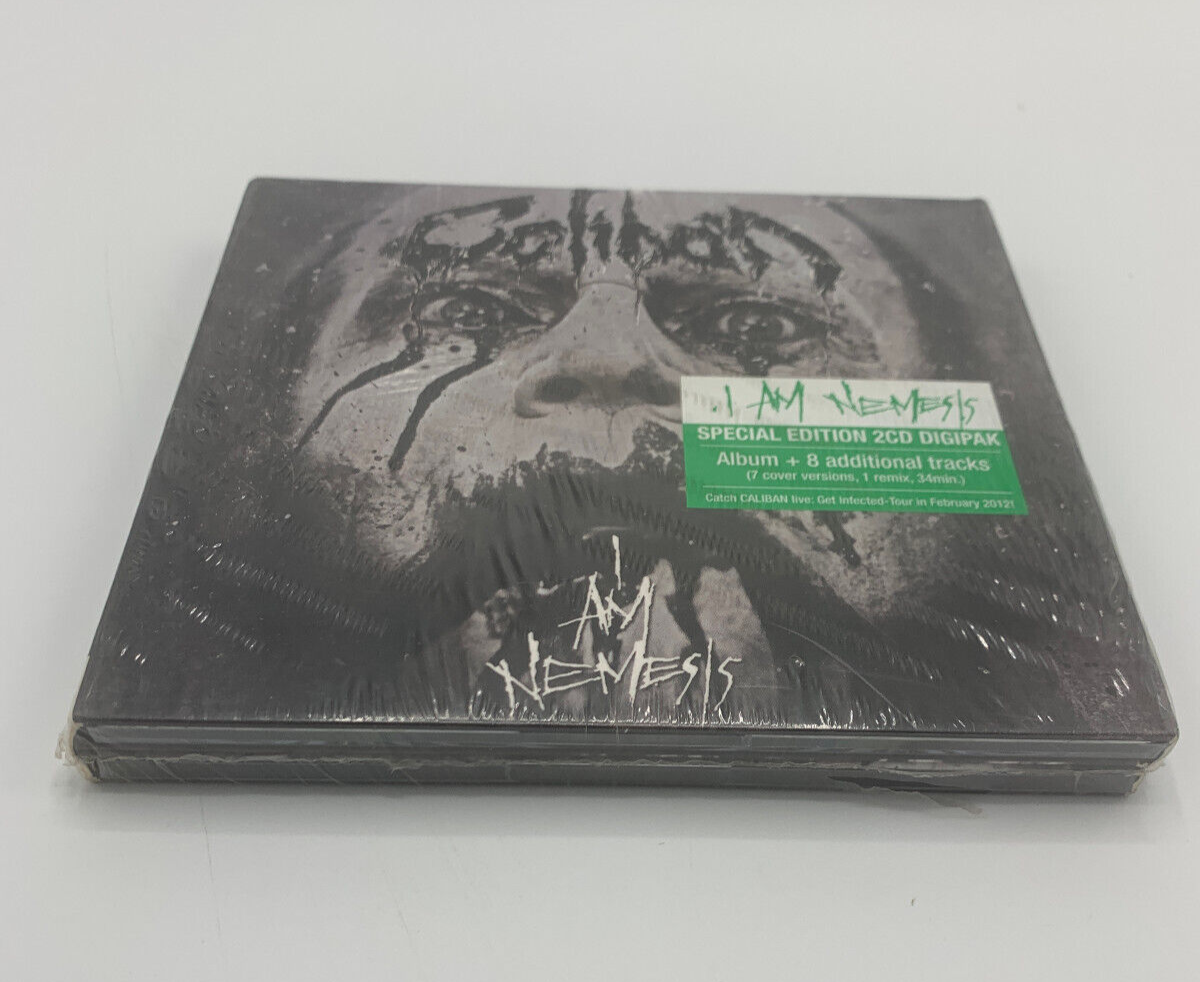 Caliban
I AM NEMESIS
SPECIAL EDITION 2CD DIGIPAK
Album + 8 additional tracks
(7 cover versions, 1 remix, 34min.)
Catch CALIBAN live: Get Infected-Tour in February 2012!
I
AM
NEMESIS